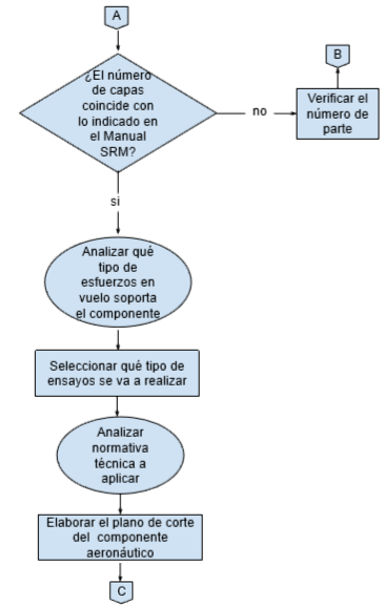 A
¿El número
de capas
coincide con
lo indicado en
el Manual
SRM?
no
B
Verificar el
número de
parte
si
Analizar qué
tipo de
esfuerzos en
vuelo soporta
el componente
Seleccionar qué tipo de
ensayos se va a realizar
Analizar
normativa
técnica a
aplicar
Elaborar el plano de corte
del componente
aeronáutico
C